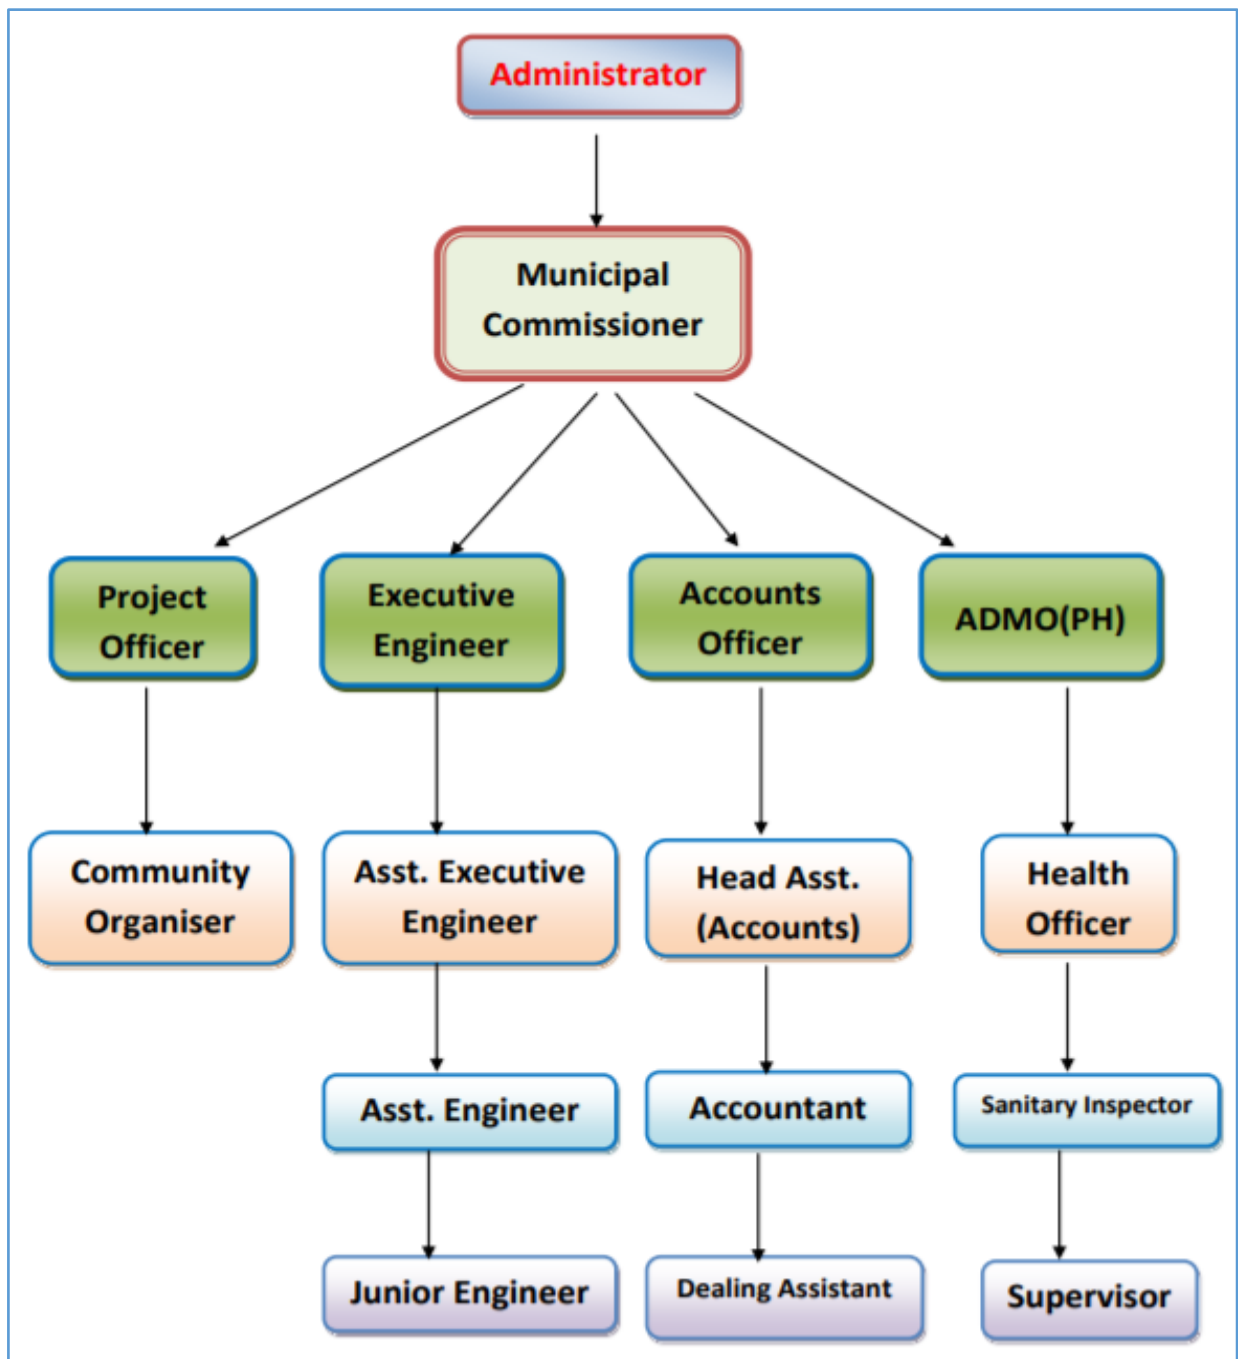 Administrator
Municipal
Commissioner
Project
Officer
Executive
Engineer
Accounts
Officer
ADMO(PH)
Community
Organiser
Asst. Executive
Engineer
Head Asst.
(Accounts)
Health
Officer
Asst. Engineer
Accountant
Sanitary Inspector
Junior Engineer
Dealing Assistant
Supervisor